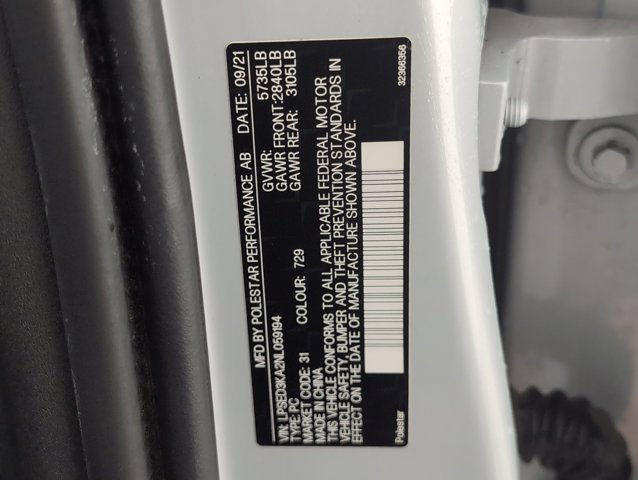 MFD BY POLESTAR PERFORMANCE AB DATE: 09/21
VIN: LPSED3KA2NL059194 GVWR: 5735LB
TYPE: PC GAWR FRONT:2840LB
MARKET CODE: 31 COLOUR: 729 GAWR REAR: 3105LB
MADE IN CHINA
THIS VEHICLE CONFORMS TO ALL APPLICABLE FEDERAL MOTOR
VEHICLE SAFETY, BUMPER AND THEFT PREVENTION STANDARDS IN
EFFECT ON THE DATE OF MANUFACTURE SHOWN ABOVE.
Polestar 32366356